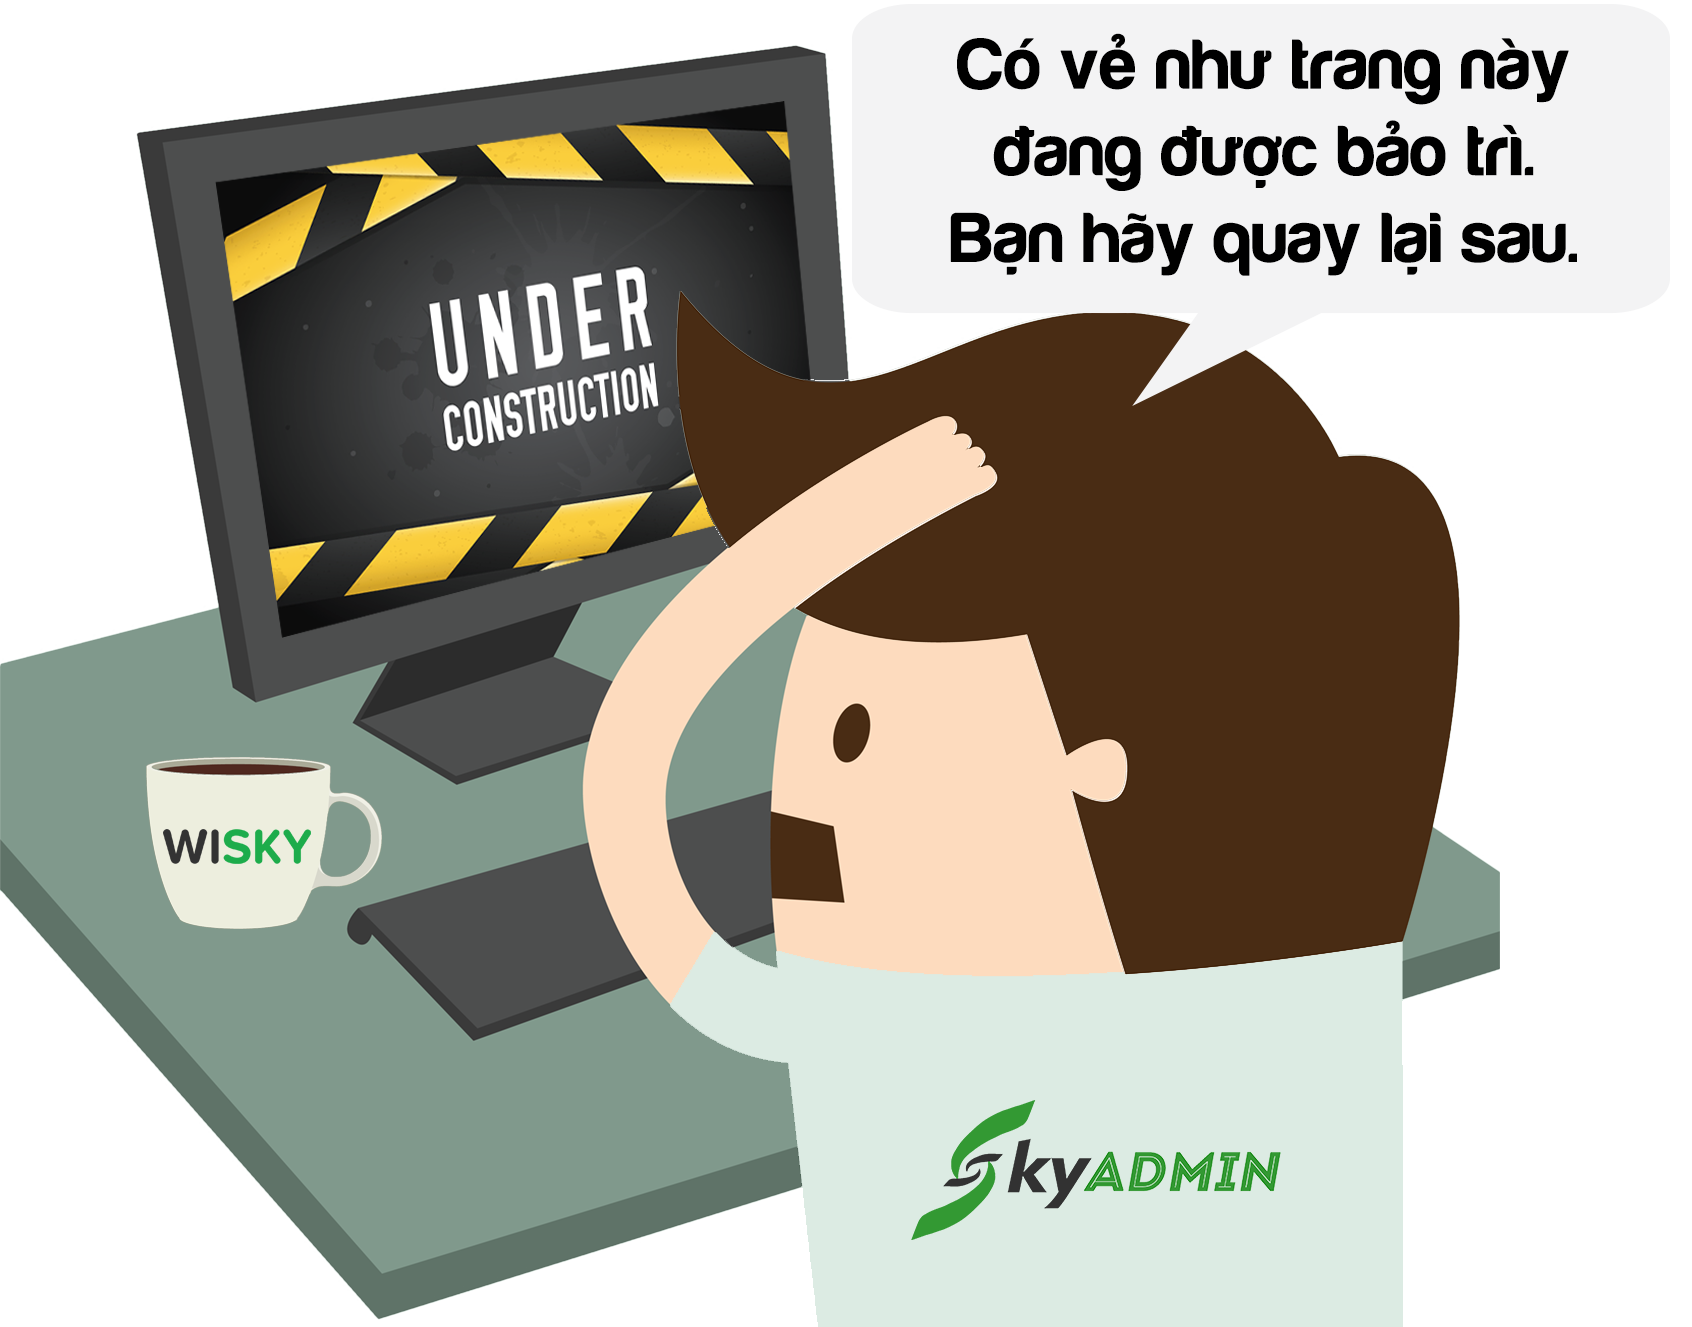 Có vẻ như trang này
đang được bảo trì.
Bạn hãy quay lại sau.
UNDER
CONSTRUCTION
WISKY
SkyADMIN